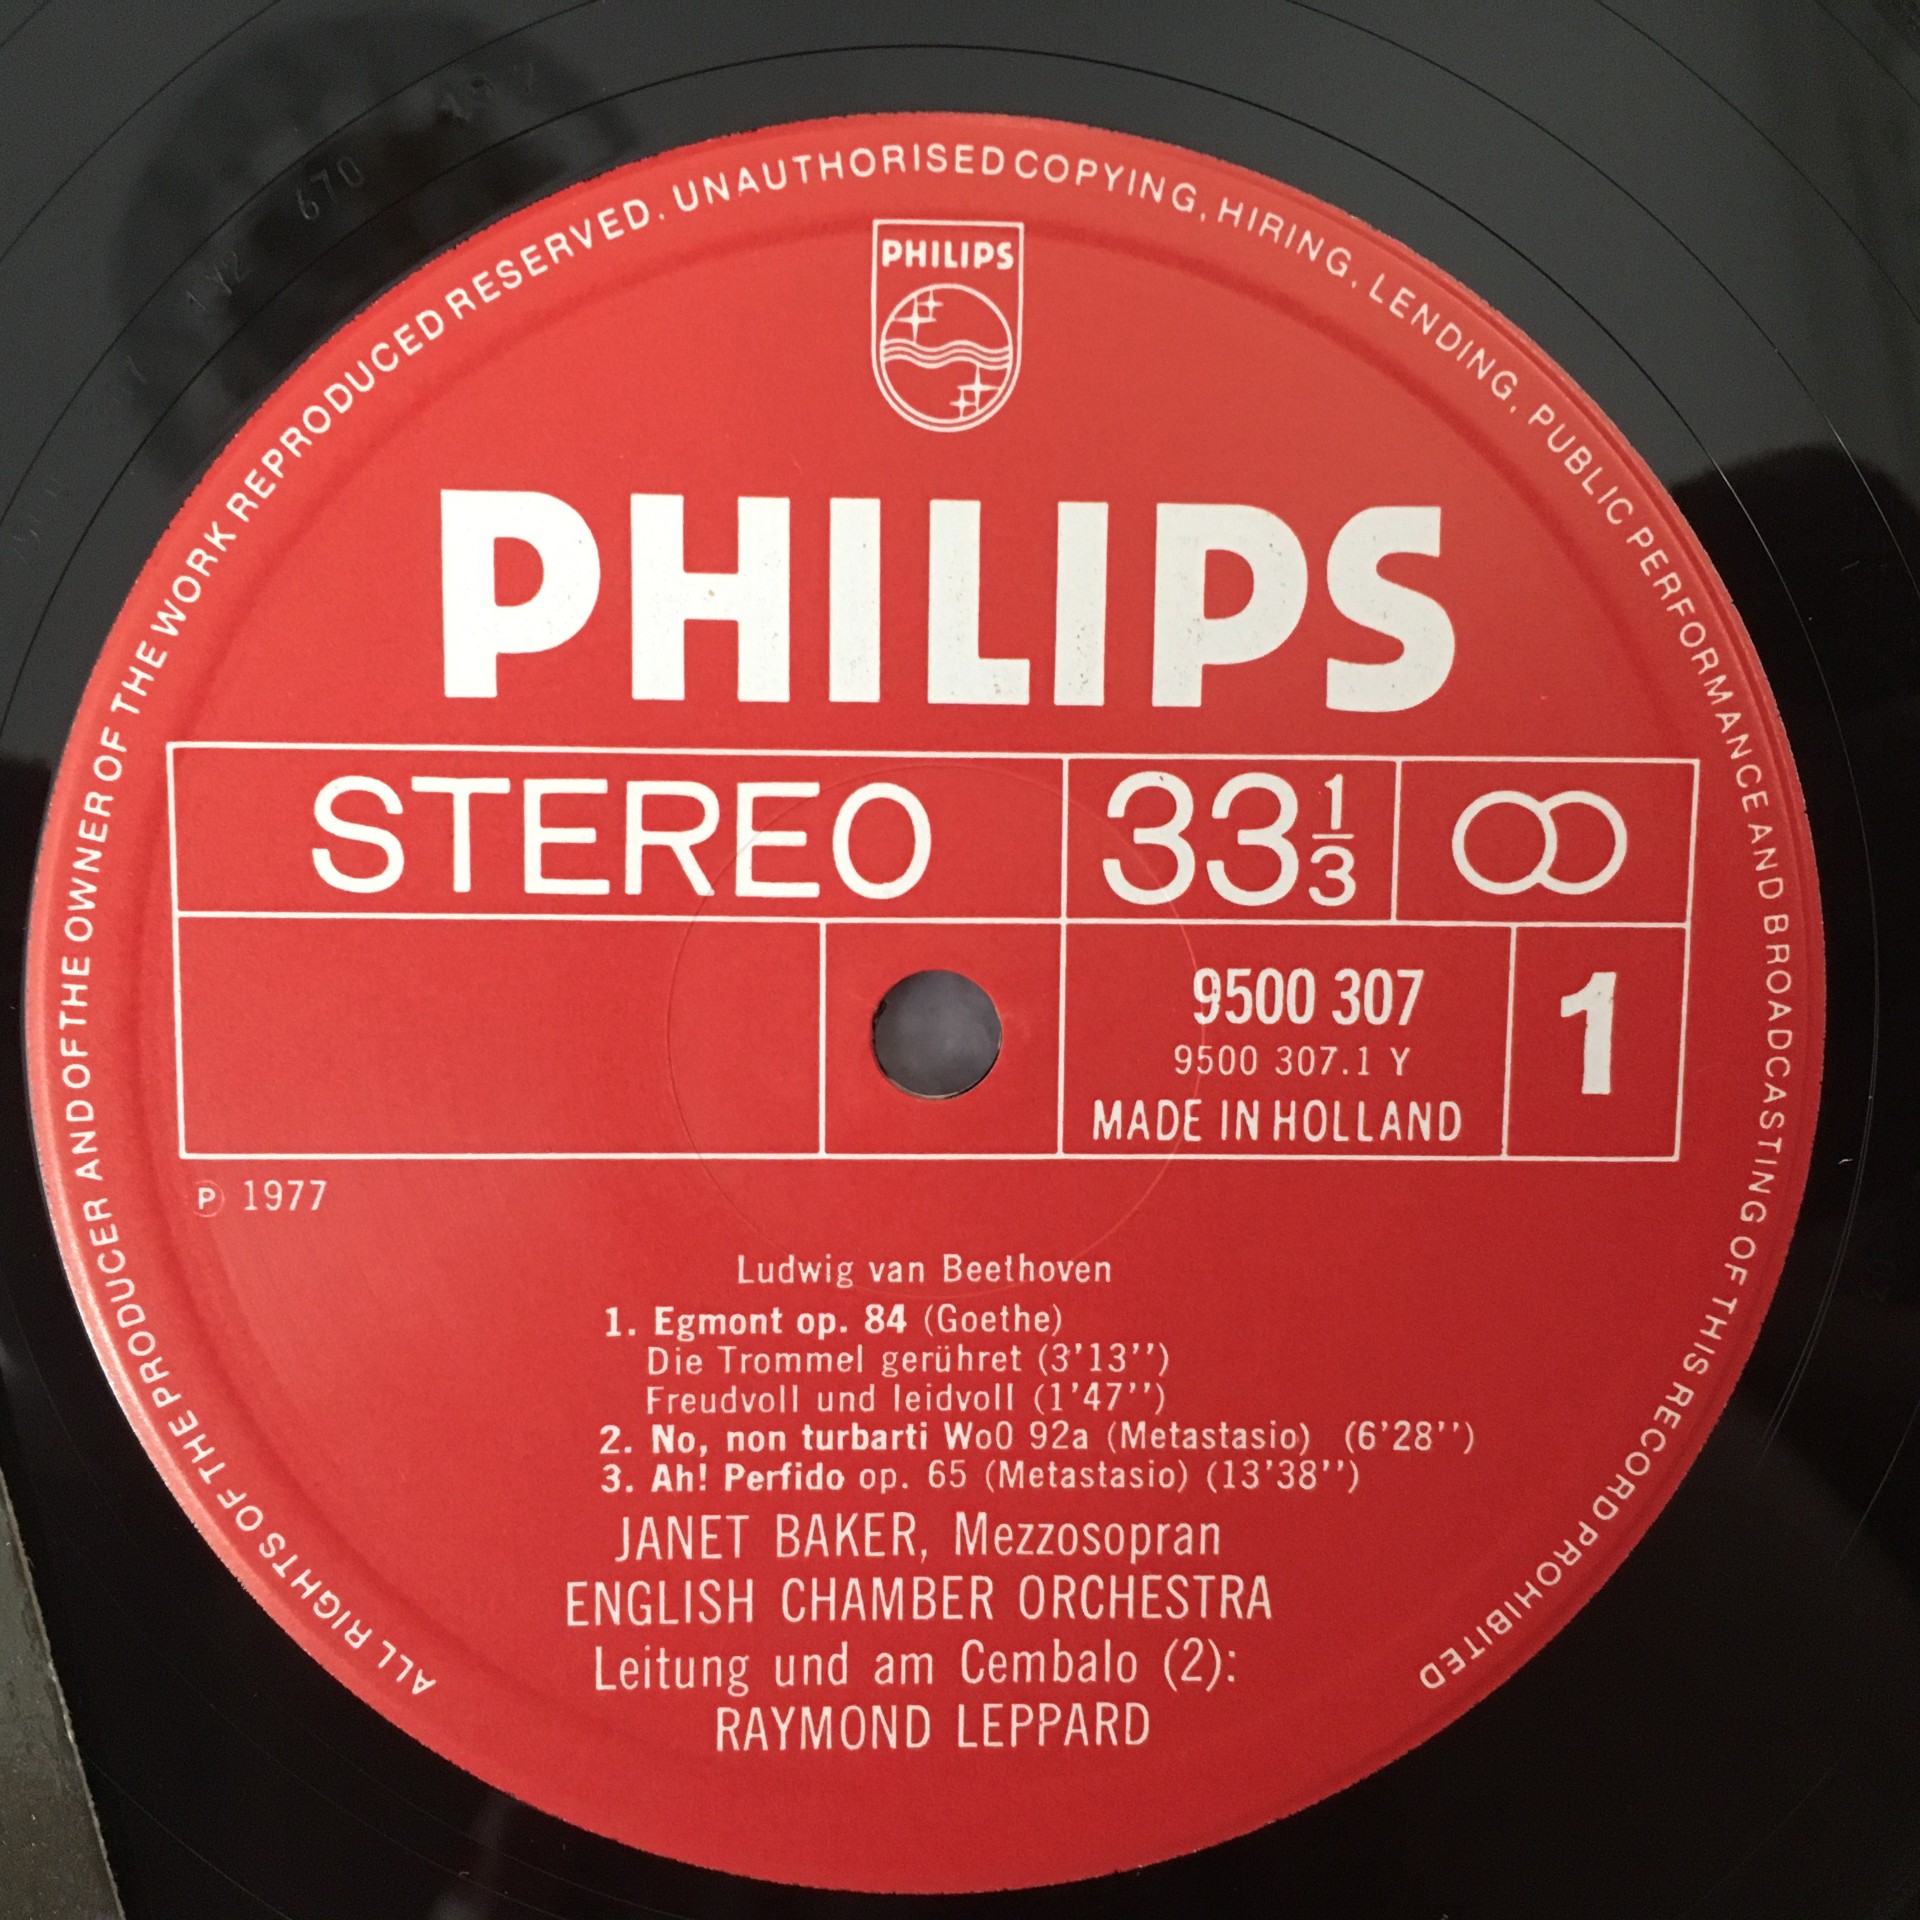 ALL RIGHTS OF THE PRODUCER AND OF THE OWNER OF THE WORK REPRODUCED RESERVED. UNAUTHORISED COPYING, HIRING, LENDING, PUBLIC PERFORMANCE AND BROADCASTING OF THIS RECORD PROHIBITED
PHILIPS
PHILIPS
STEREO 33 1/3
9500 307
9500 307.1 Y
MADE IN HOLLAND
1
Ⓟ 1977
Ludwig van Beethoven
1. Egmont op. 84 (Goethe)
Die Trommel gerühret (3'13'')
Freudvoll und leidvoll (1'47'')
2. No, non turbarti WoO 92a (Metastasio) (6'28'')
3. Ah! Perfido op. 65 (Metastasio) (13'38'')
JANET BAKER, Mezzosopran
ENGLISH CHAMBER ORCHESTRA
Leitung und am Cembalo (2):
RAYMOND LEPPARD
670